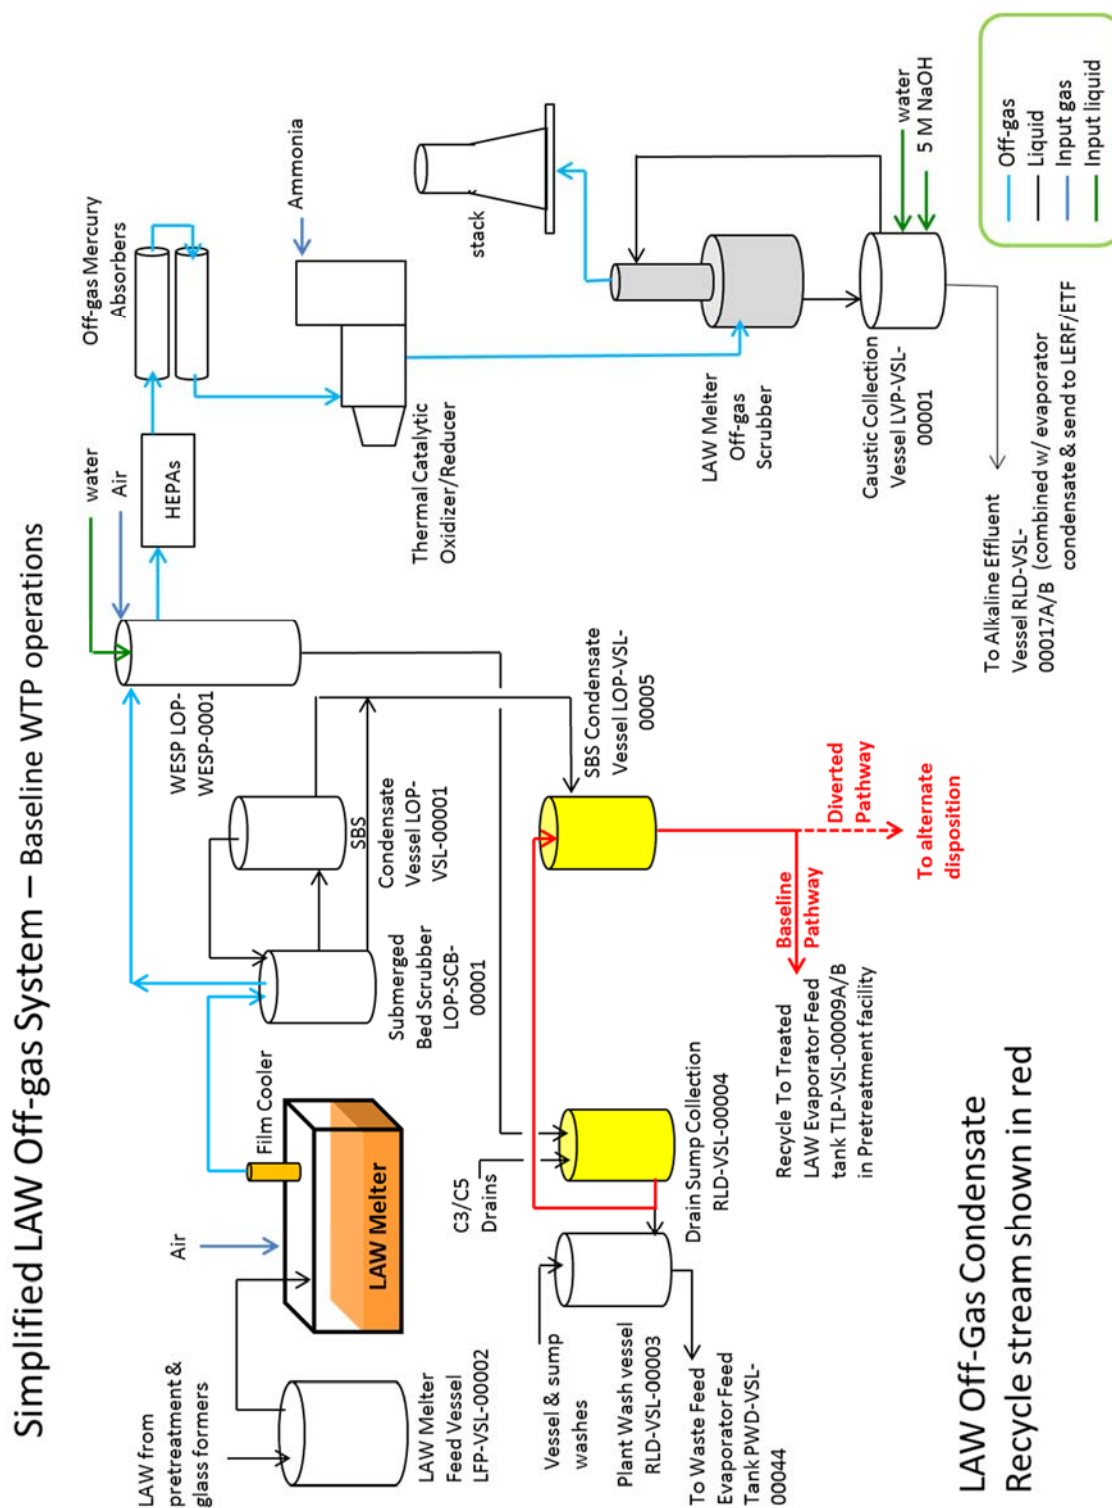 Simplified LAW Off-gas System – Baseline WTP operations
LAW from
pretreatment &
glass formers
LAW Melter
Feed Vessel
LFP-VSL-00002
Air
Film Cooler
LAW Melter
Submerged
Bed Scrubber
LOP-SCB-
00001
SBS
Condensate
Vessel LOP-
VSL-00001
WESP LOP-
WESP-0001
water
Air
HEPAs
Off-gas Mercury
Absorbers
Ammonia
Thermal Catalytic
Oxidizer/Reducer
stack
LAW Melter
Off-gas
Scrubber
Caustic Collection
Vessel LVP-VSL-
00001
water
5 M NaOH
To Alkaline Effluent
Vessel RLD-VSL-
00017A/B (combined w/ evaporator
condensate & send to LERF/ETF
Vessel & sump
washes
Plant Wash vessel
RLD-VSL-00003
To Waste Feed
Evaporator Feed
Tank PWD-VSL-
00044
C3/C5
Drains
Drain Sump Collection
RLD-VSL-00004
SBS Condensate
Vessel LOP-VSL-
00005
Baseline
Pathway
Diverted
Pathway
To alternate
disposition
Recycle To Treated
LAW Evaporator Feed
tank TLP-VSL-00009A/B
in Pretreatment facility
LAW Off-Gas Condensate
Recycle stream shown in red
Off-gas
Liquid
Input gas
Input liquid